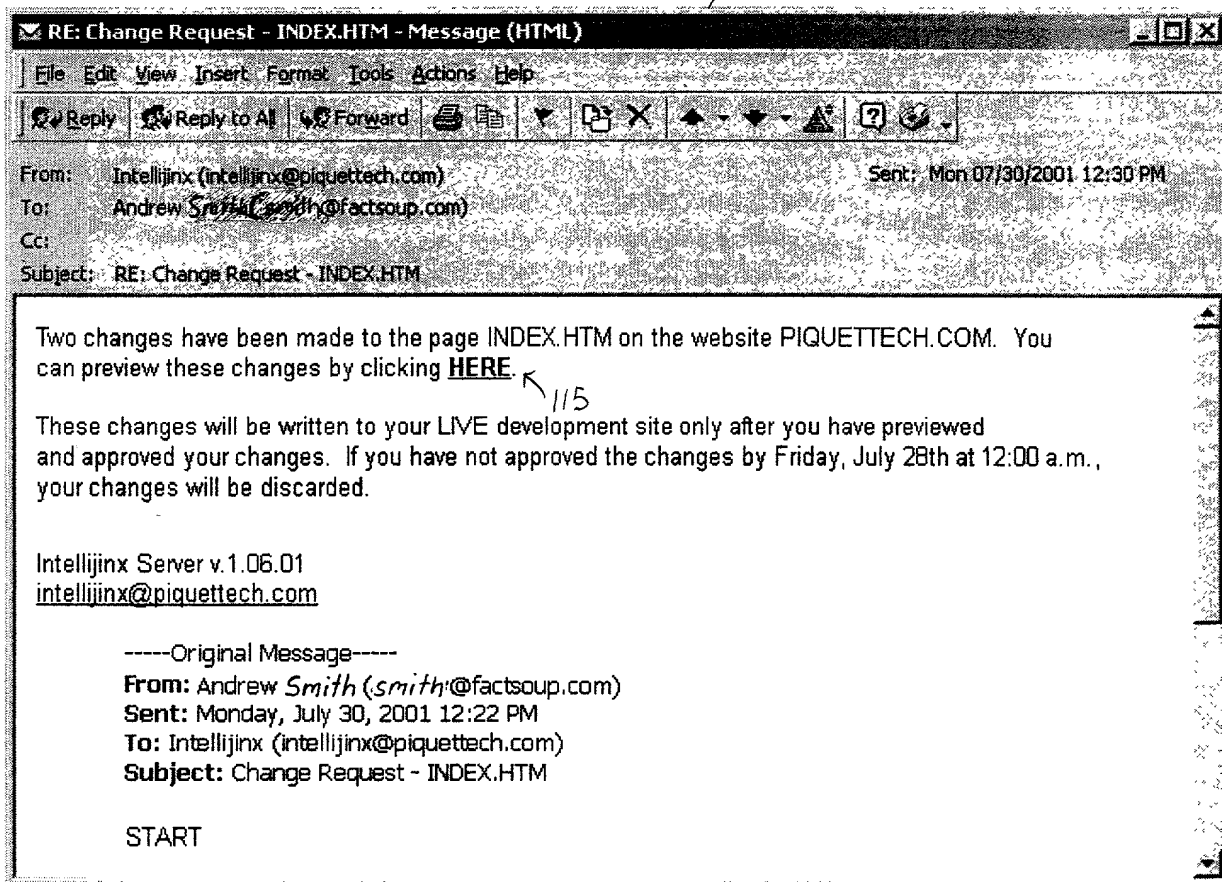 RE: Change Request - INDEX.HTM - Message (HTML)
File Edit View Insert Format Tools Actions Help
Reply Reply to All Forward
From: Intellijinx (intellijinx@piquettech.com) Sent: Mon 07/30/2001 12:30 PM
To: Andrew Smith (smith@factsoup.com)
Cc:
Subject: RE: Change Request - INDEX.HTM
Two changes have been made to the page INDEX.HTM on the website PIQUETTECH.COM. You
can preview these changes by clicking HERE.
115
These changes will be written to your LIVE development site only after you have previewed
and approved your changes. If you have not approved the changes by Friday, July 28th at 12:00 a.m.,
your changes will be discarded.
Intellijinx Server v.1.06.01
intellijinx@piquettech.com
-----Original Message-----
From: Andrew Smith (smith@factsoup.com)
Sent: Monday, July 30, 2001 12:22 PM
To: Intellijinx (intellijinx@piquettech.com)
Subject: Change Request - INDEX.HTM
START